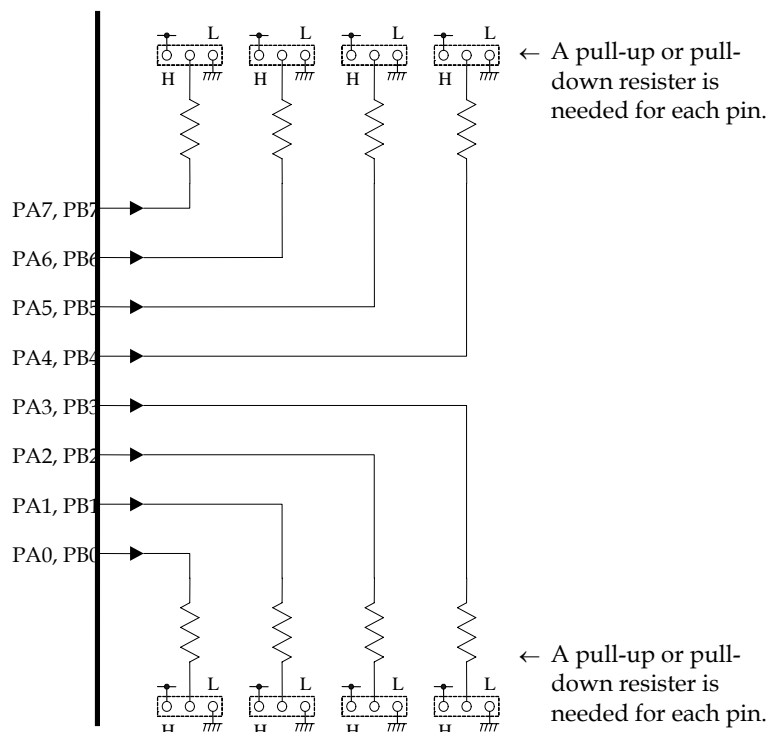 L L L L
H H H H
← A pull-up or pull-
down resister is
needed for each pin.
PA7, PB7
PA6, PB6
PA5, PB5
PA4, PB4
PA3, PB3
PA2, PB2
PA1, PB1
PA0, PB0
← A pull-up or pull-
down resister is
needed for each pin.
L L L L
H H H H